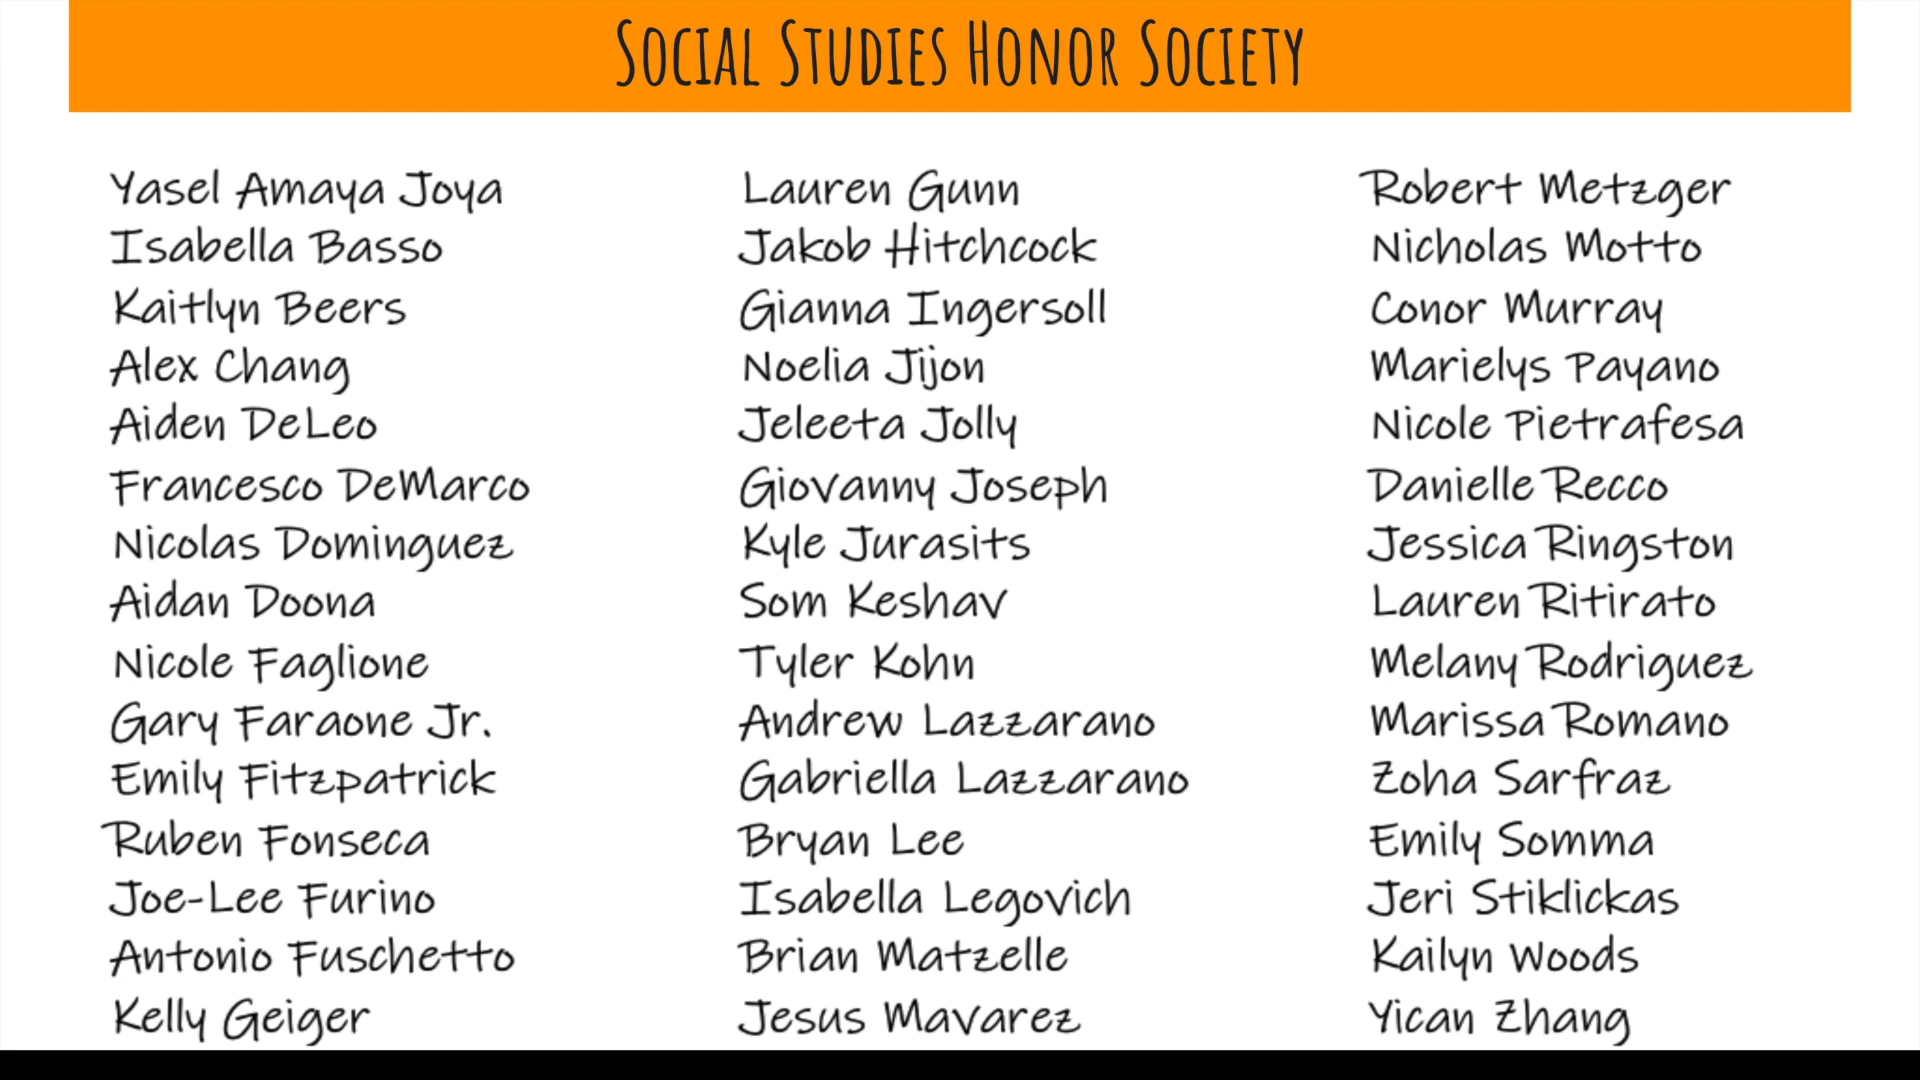 Social Studies Honor Society
Yasel Amaya Joya
Isabella Basso
Kaitlyn Beers
Alex Chang
Aiden DeLeo
Francesco DeMarco
Nicolas Dominguez
Aidan Doona
Nicole Faglione
Gary Faraone Jr.
Emily Fitzpatrick
Ruben Fonseca
Joe-Lee Furino
Antonio Fuschetto
Kelly Geiger
Lauren Gunn
Jakob Hitchcock
Gianna Ingersoll
Noelia Jijon
Jeleeta Jolly
Giovanny Joseph
Kyle Jurasits
Som Keshav
Tyler Kohn
Andrew Lazzarano
Gabriella Lazzarano
Bryan Lee
Isabella Legovich
Brian Matzelle
Jesus Mavarez
Robert Metzger
Nicholas Motto
Conor Murray
Marielys Payano
Nicole Pietrafesa
Danielle Recco
Jessica Ringston
Lauren Ritirato
Melany Rodriguez
Marissa Romano
Zoha Sarfraz
Emily Somma
Jeri Stiklickas
Kailyn Woods
Yican Zhang